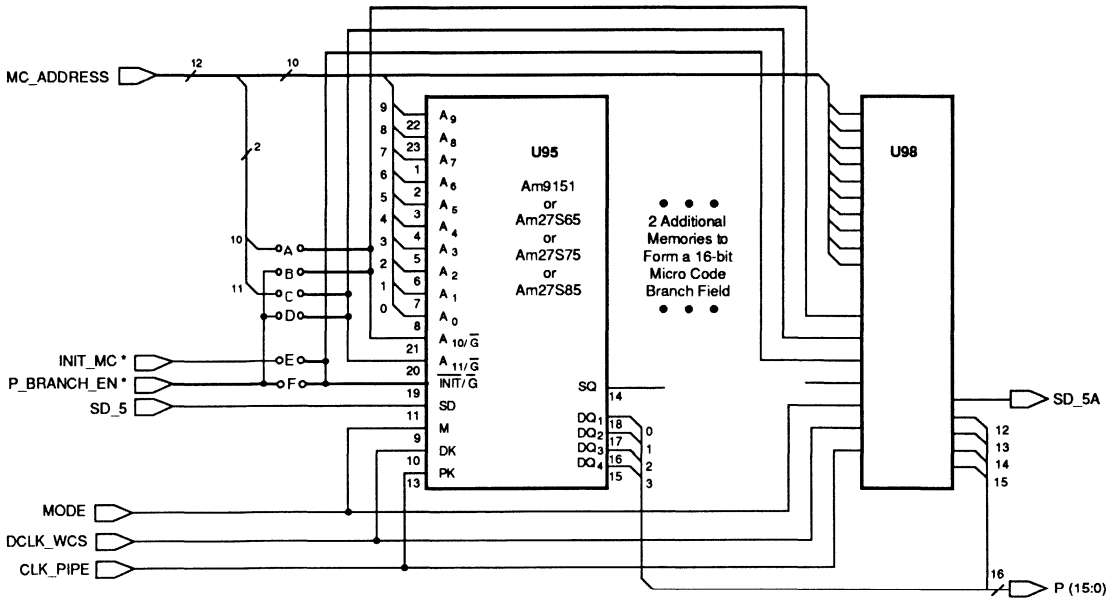 MC_ADDRESS
12
10
2
10
11
A
B
C
D
E
F
INIT_MC *
P_BRANCH_EN *
SD_5
MODE
DCLK_WCS
CLK_PIPE
9
8
7
6
5
4
3
2
1
0
22
23
1
2
3
4
5
6
7
8
21
20
19
11
9
10
13
A9
A8
A7
A6
A5
A4
A3
A2
A1
A0
A10/G̅
A11/G̅
I̅N̅I̅T̅/G̅
SD
M
DK
PK
U95
Am9151
or
Am27S65
or
Am27S75
or
Am27S85
SQ
14
DQ1
DQ2
DQ3
DQ4
18
17
16
15
0
1
2
3
• • •
2 Additional
Memories to
Form a 16-bit
Micro Code
Branch Field
• • •
U98
SD_5A
12
13
14
15
16
P (15:0)